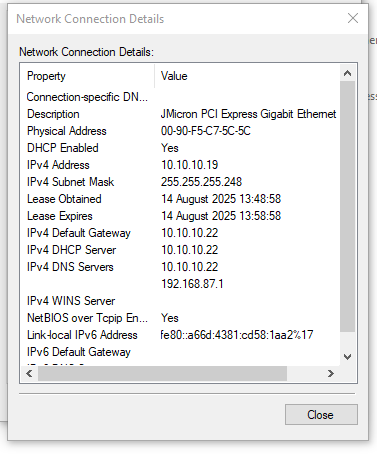 Network Connection Details
Network Connection Details:
Property Value
Connection-specific DN...
Description JMicron PCI Express Gigabit Ethernet
Physical Address 00-90-F5-C7-5C-5C
DHCP Enabled Yes
IPv4 Address 10.10.10.19
IPv4 Subnet Mask 255.255.255.248
Lease Obtained 14 August 2025 13:48:58
Lease Expires 14 August 2025 13:58:58
IPv4 Default Gateway 10.10.10.22
IPv4 DHCP Server 10.10.10.22
IPv4 DNS Servers 10.10.10.22
192.168.87.1
IPv4 WINS Server
NetBIOS over Tcpip En... Yes
Link-local IPv6 Address fe80::a66d:4381:cd58:1aa2%17
IPv6 Default Gateway
Close